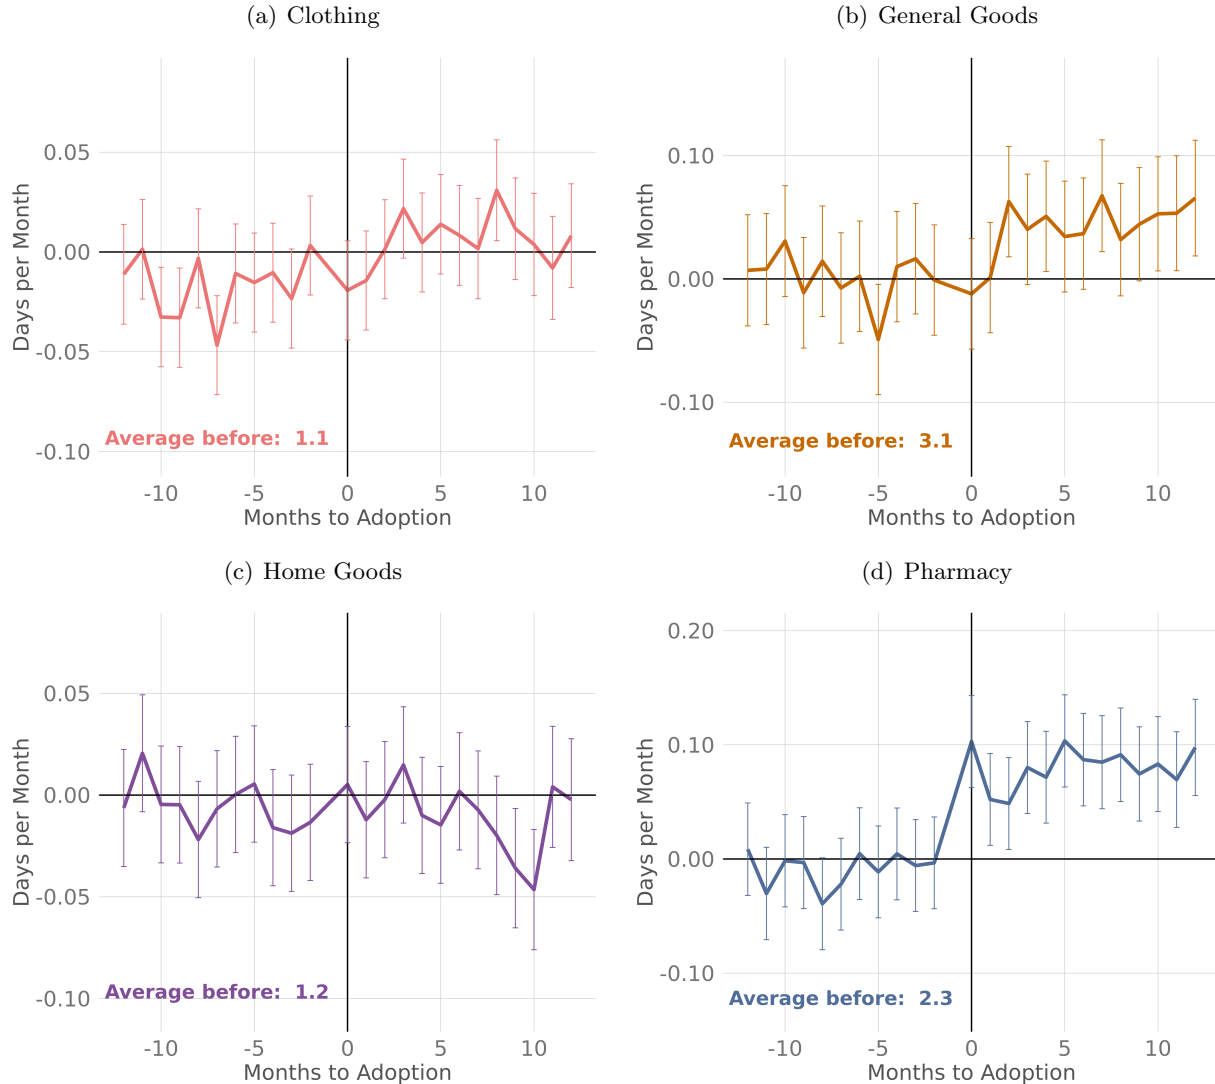 (a) Clothing
Days per Month
0.05
0.00
-0.05
-0.10
Average before: 1.1
-10 -5 0 5 10
Months to Adoption
(b) General Goods
Days per Month
0.10
0.00
-0.10
Average before: 3.1
-10 -5 0 5 10
Months to Adoption
(c) Home Goods
Days per Month
0.05
0.00
-0.05
-0.10
Average before: 1.2
-10 -5 0 5 10
Months to Adoption
(d) Pharmacy
Days per Month
0.20
0.10
0.00
-0.10
Average before: 2.3
-10 -5 0 5 10
Months to Adoption